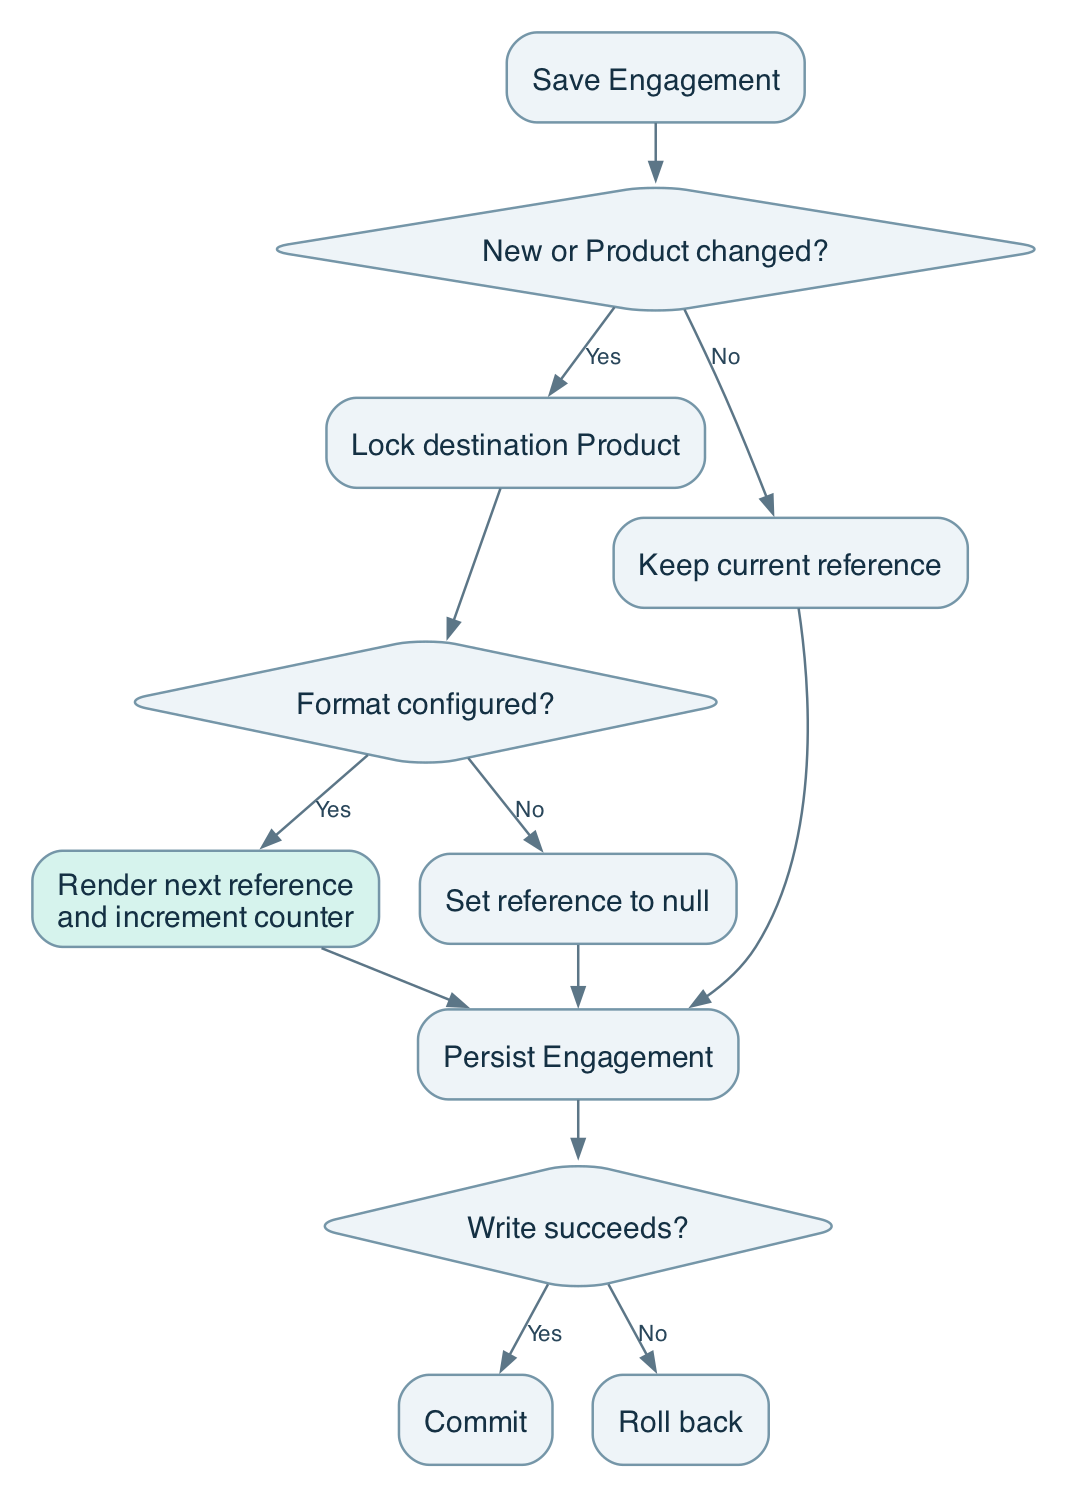 Save Engagement
New or Product changed?
Yes
No
Lock destination Product
Keep current reference
Format configured?
Yes
No
Render next reference
and increment counter
Set reference to null
Persist Engagement
Write succeeds?
Yes
No
Commit
Roll back